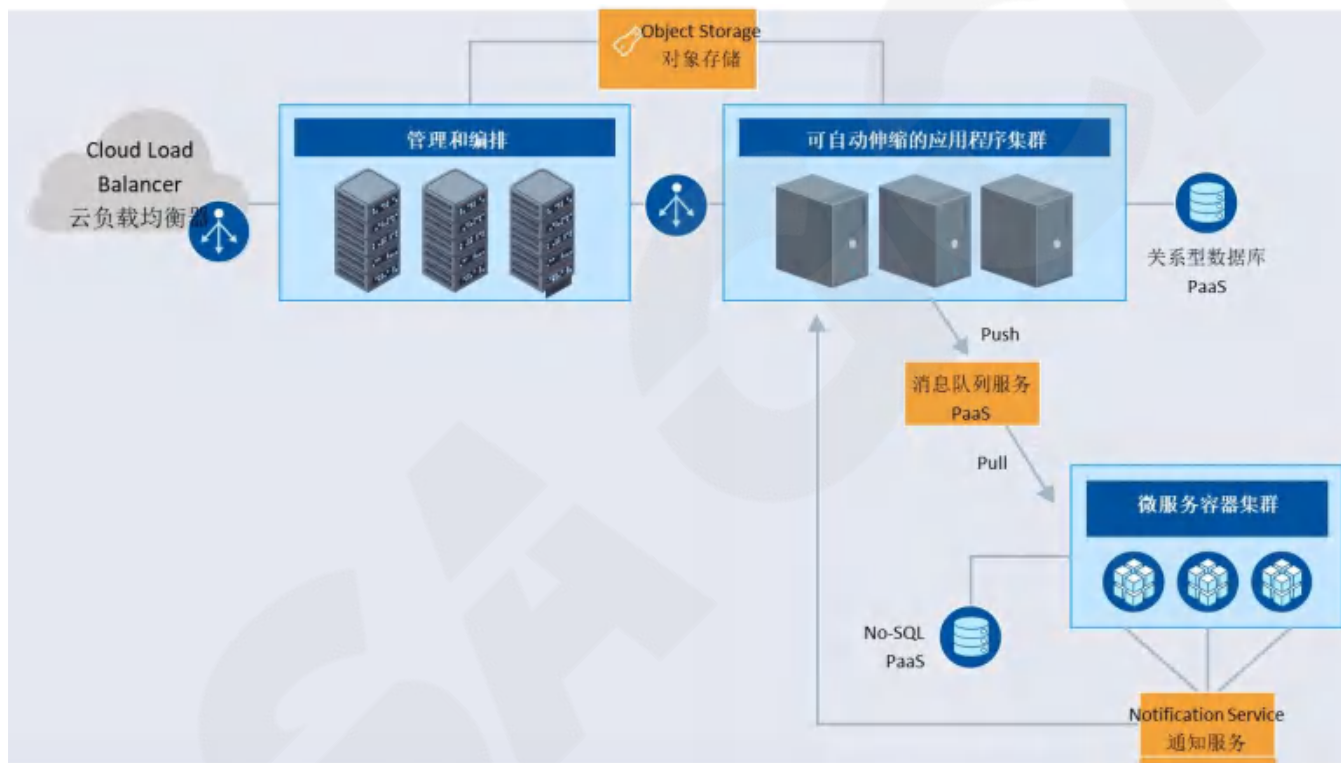 Object Storage
对象存储
Cloud Load
Balancer
云负载均衡器
管理和编排
可自动伸缩的应用程序集群
关系型数据库
PaaS
Push
消息队列服务
PaaS
Pull
微服务容器集群
No-SQL
PaaS
Notification Service
通知服务